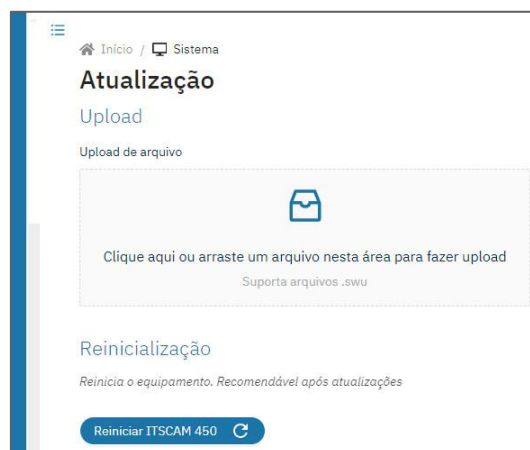 Início / Sistema
Atualização
Upload
Upload de arquivo
Clique aqui ou arraste um arquivo nesta área para fazer upload
Suporta arquivos .swu
Reinicialização
Reinicia o equipamento. Recomendável após atualizações
Reiniciar ITSCAM 450